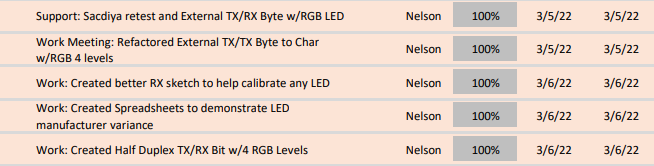 Support: Sacdiya retest and External TX/RX Byte w/RGB LED Nelson 100% 3/5/22 3/5/22
Work Meeting: Refactored External TX/TX Byte to Char
w/RGB 4 levels Nelson 100% 3/5/22 3/5/22
Work: Created better RX sketch to help calibrate any LED Nelson 100% 3/6/22 3/6/22
Work: Created Spreadsheets to demonstrate LED
manufacturer variance Nelson 100% 3/6/22 3/6/22
Work: Created Half Duplex TX/RX Bit w/4 RGB Levels Nelson 100% 3/6/22 3/6/22